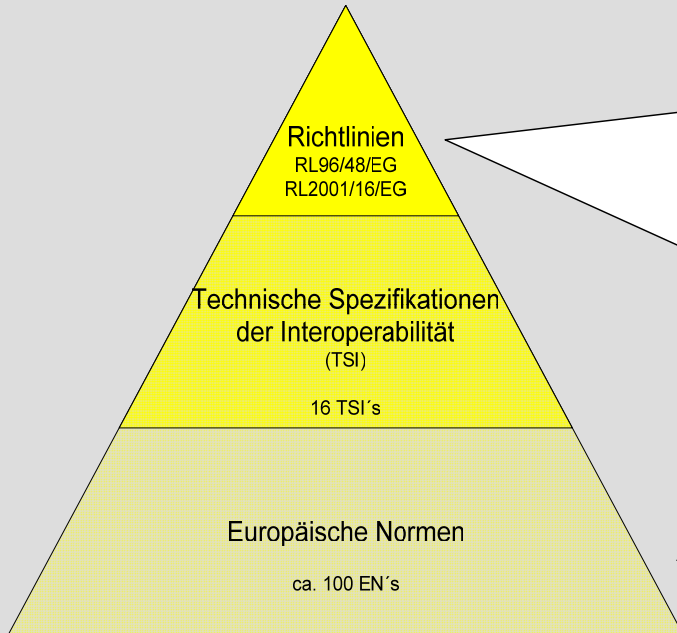 Richtlinien
RL96/48/EG
RL2001/16/EG
Technische Spezifikationen
der Interoperabilität
(TSI)
16 TSI´s
Europäische Normen
ca. 100 EN´s